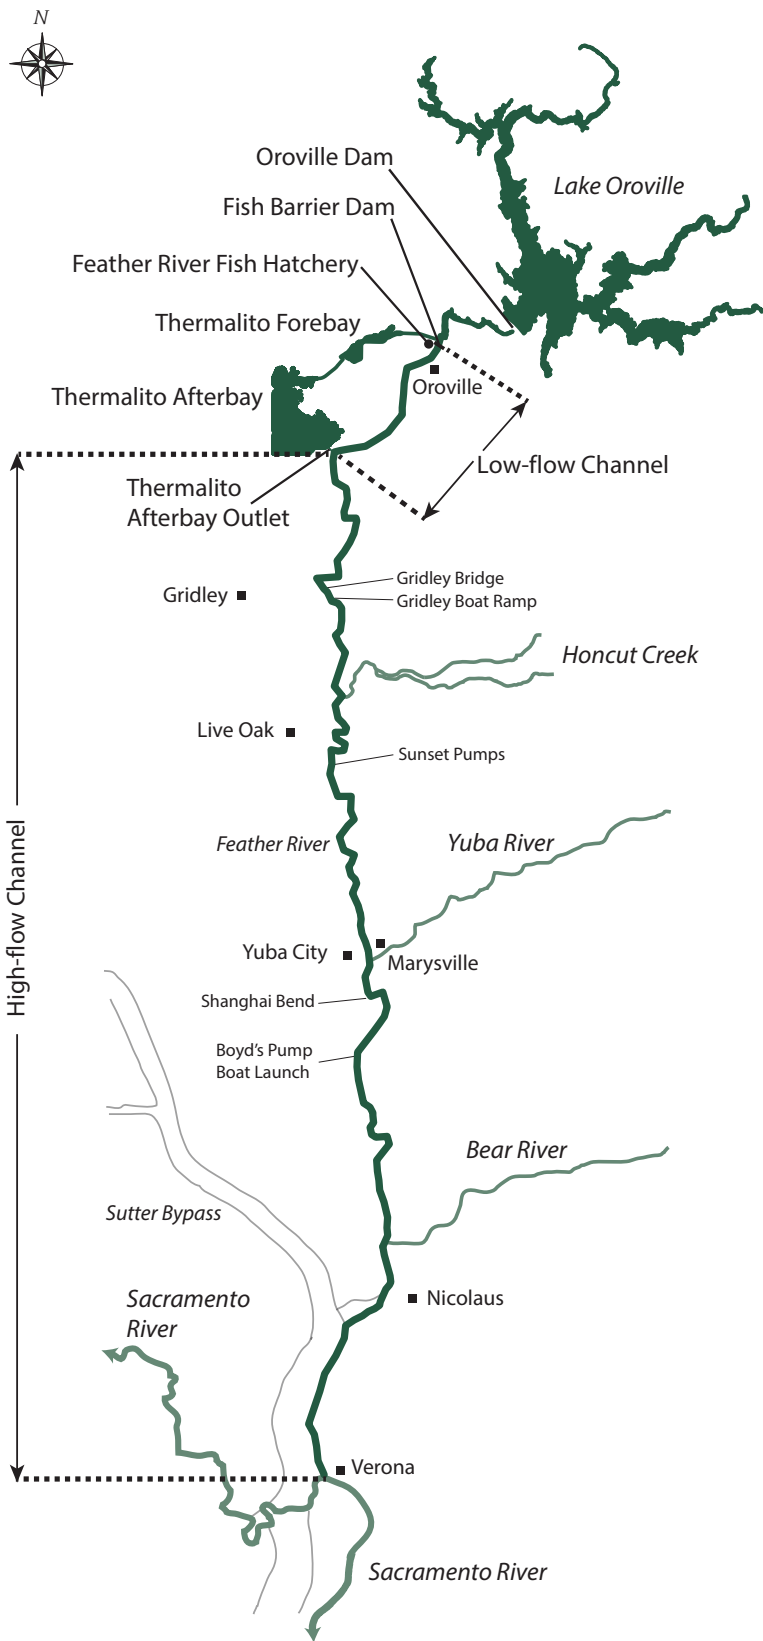 N
Oroville Dam
Lake Oroville
Fish Barrier Dam
Feather River Fish Hatchery
Thermalito Forebay
Oroville
Thermalito Afterbay
Low-flow Channel
Thermalito
Afterbay Outlet
Gridley Bridge
Gridley
Gridley Boat Ramp
Honcut Creek
Live Oak
Sunset Pumps
Feather River
Yuba River
High-flow Channel
Yuba City
Marysville
Shanghai Bend
Boyd's Pump
Boat Launch
Bear River
Sutter Bypass
Sacramento
River
Nicolaus
Verona
Sacramento River